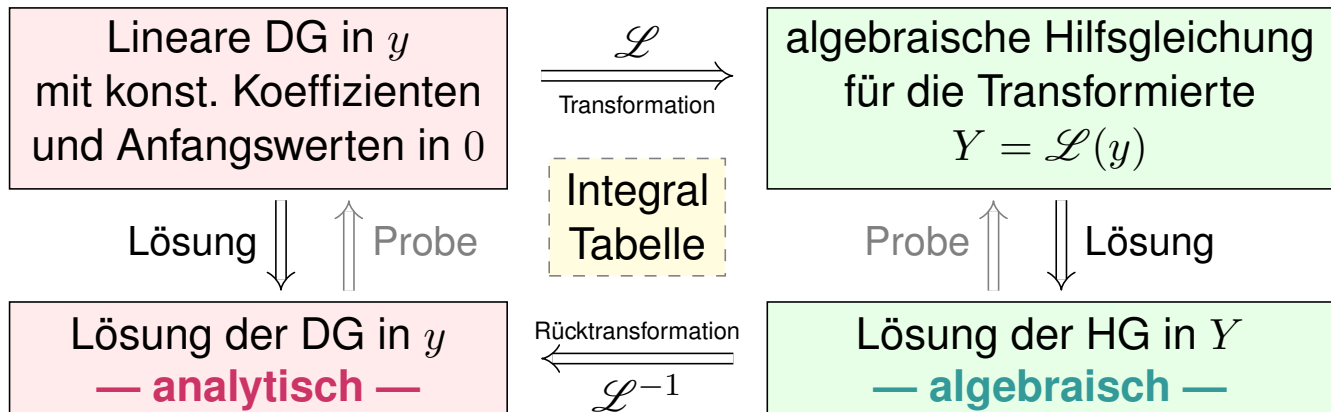 Lineare DG in y
mit konst. Koeffizienten
und Anfangswerten in 0
ℒ
Transformation
algebraische Hilfsgleichung
für die Transformierte
Y = ℒ(y)
Integral
Tabelle
Lösung
Probe
Probe
Lösung
Lösung der DG in y
— analytisch —
Rücktransformation
ℒ⁻¹
Lösung der HG in Y
— algebraisch —